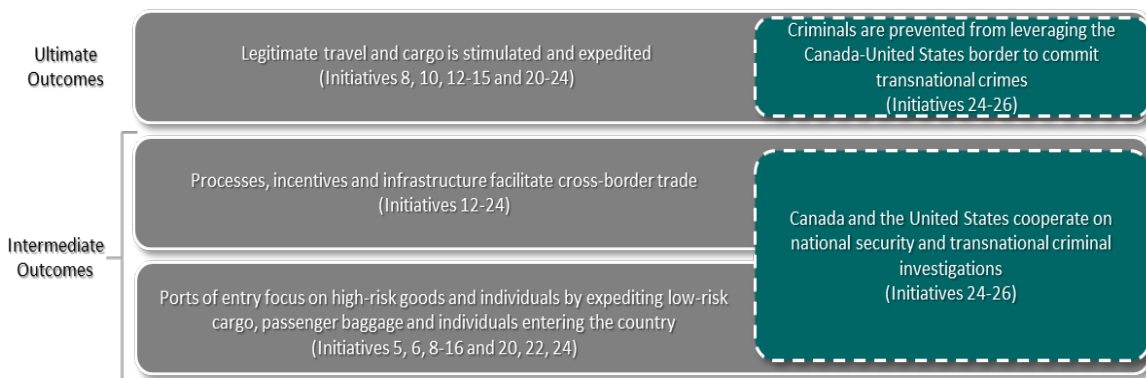 Ultimate
Outcomes
Legitimate travel and cargo is stimulated and expedited
(Initiatives 8, 10, 12-15 and 20-24)
Criminals are prevented from leveraging the
Canada-United States border to commit
transnational crimes
(Initiatives 24-26)
Intermediate
Outcomes
Processes, incentives and infrastructure facilitate cross-border trade
(Initiatives 12-24)
Ports of entry focus on high-risk goods and individuals by expediting low-risk
cargo, passenger baggage and individuals entering the country
(Initiatives 5, 6, 8-16 and 20, 22, 24)
Canada and the United States cooperate on
national security and transnational criminal
investigations
(Initiatives 24-26)